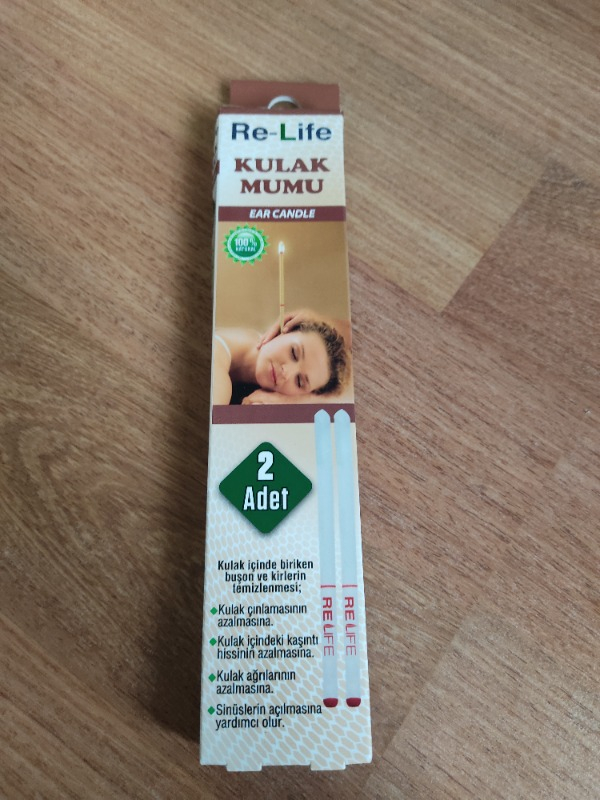 Re-Life
KULAK
MUMU
EAR CANDLE
100%
NATURAL
2
Adet
Kulak içinde biriken
buşon ve kirlerin
temizlenmesi;
Kulak çınlamasının
azalmasına.
Kulak içindeki kaşıntı
hissinin azalmasına.
Kulak ağrılarının
azalmasına.
Sinüslerin açılmasına
yardımcı olur.
RELIFE
RELIFE